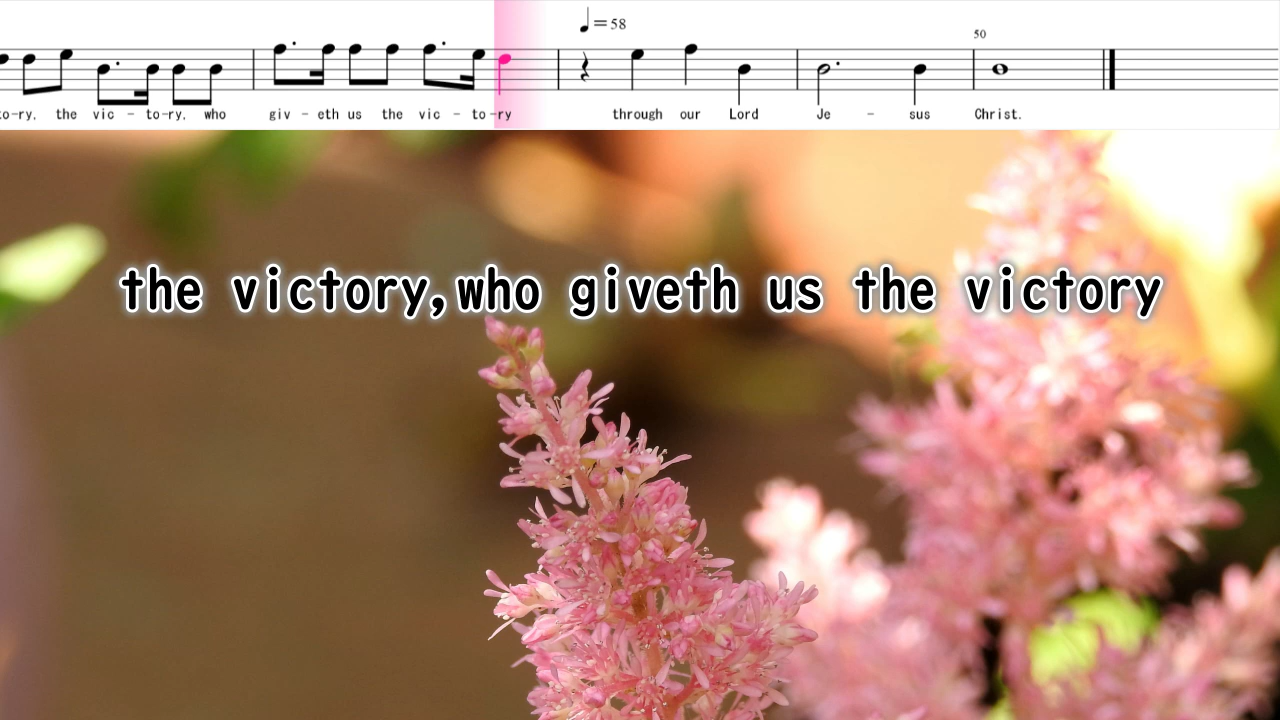 = 58
50
to-ry, the vic - to-ry, who giv - eth us the vic - to-ry through our Lord Je - sus Christ.
the victory,who giveth us the victory